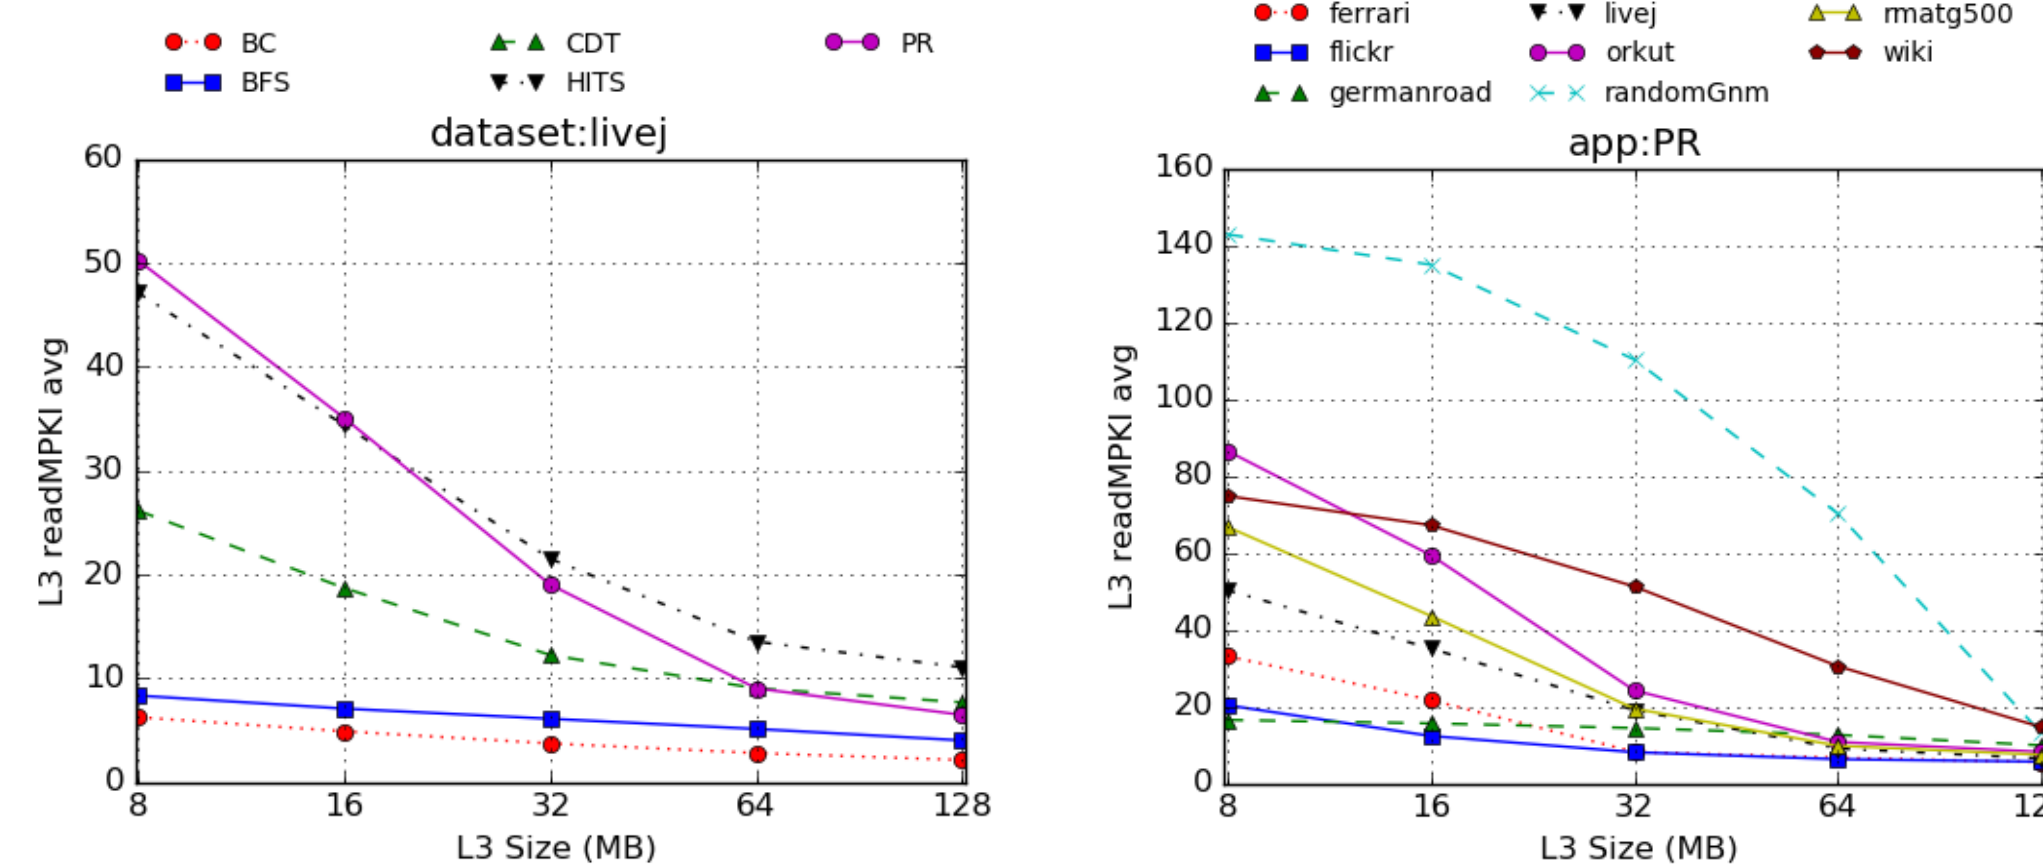 BC CDT PR
BFS HITS
dataset:livej
60
50
40
30
20
10
0
8 16 32 64 128
L3 readMPKI avg
L3 Size (MB)
ferrari livej rmatg500
flickr orkut wiki
germanroad randomGnm
app:PR
160
140
120
100
80
60
40
20
0
8 16 32 64 12
L3 readMPKI avg
L3 Size (MB)